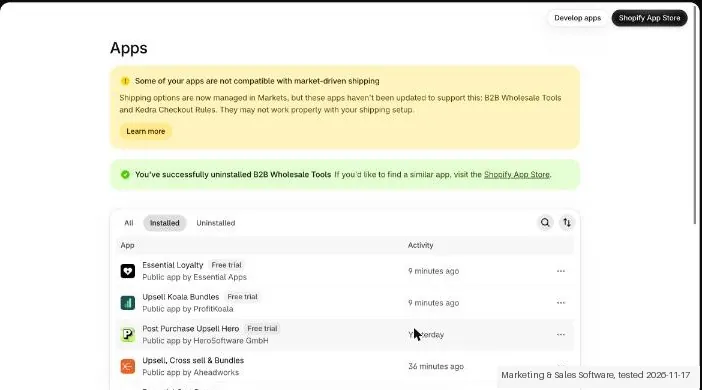 Develop apps
Shopify App Store
Apps
Some of your apps are not compatible with market-driven shipping
Shipping options are now managed in Markets, but these apps haven't been updated to support this: B2B Wholesale Tools
and Kedra Checkout Rules. They may not work properly with your shipping setup.
Learn more
You've successfully uninstalled B2B Wholesale Tools If you'd like to find a similar app, visit the Shopify App Store.
All Installed Uninstalled
App Activity
Essential Loyalty Free trial
Public app by Essential Apps
9 minutes ago
Upsell Koala Bundles Free trial
Public app by ProfitKoala
9 minutes ago
Post Purchase Upsell Hero Free trial
Public app by HeroSoftware GmbH
Upsell, Cross sell & Bundles
Public app by Aheadworks
36 minutes ago
Marketing & Sales Software, tested 2026-11-17